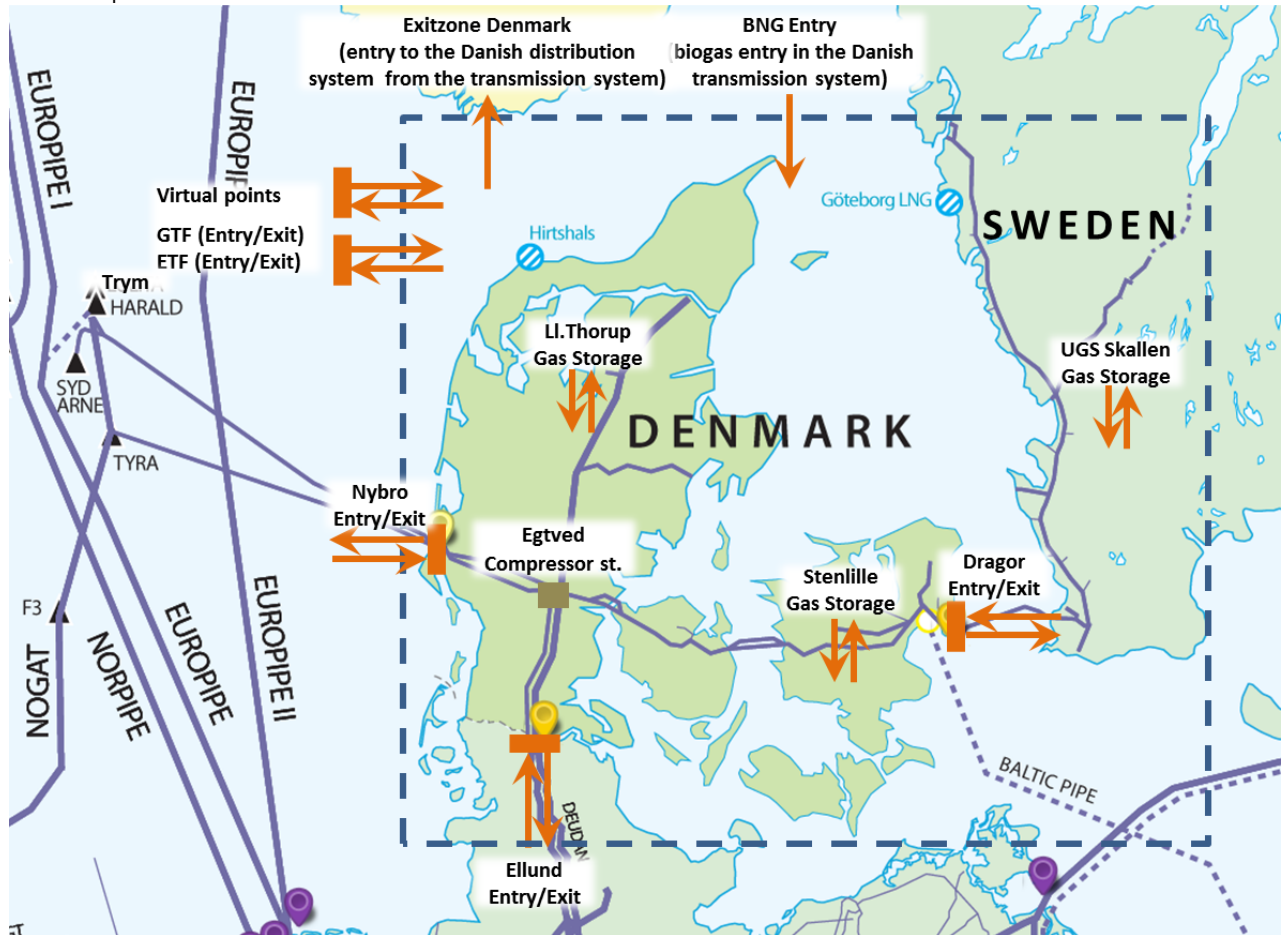 Exitzone Denmark
(entry to the Danish distribution
system from the transmission system)
BNG Entry
(biogas entry in the Danish
transmission system)
EUROPIPE I
Virtual points
GTF (Entry/Exit)
ETF (Entry/Exit)
Göteborg LNG
SWEDEN
Hirtshals
Trym
HARALD
SYD
ARNE
TYRA
Ll.Thorup
Gas Storage
UGS Skallen
Gas Storage
DENMARK
Nybro
Entry/Exit
Egtved
Compressor st.
Stenlille
Gas Storage
Dragor
Entry/Exit
F3
NOGAT
NORPIPE
EUROPIPE
EUROPIPE II
BALTIC PIPE
DEUDAN
Ellund
Entry/Exit